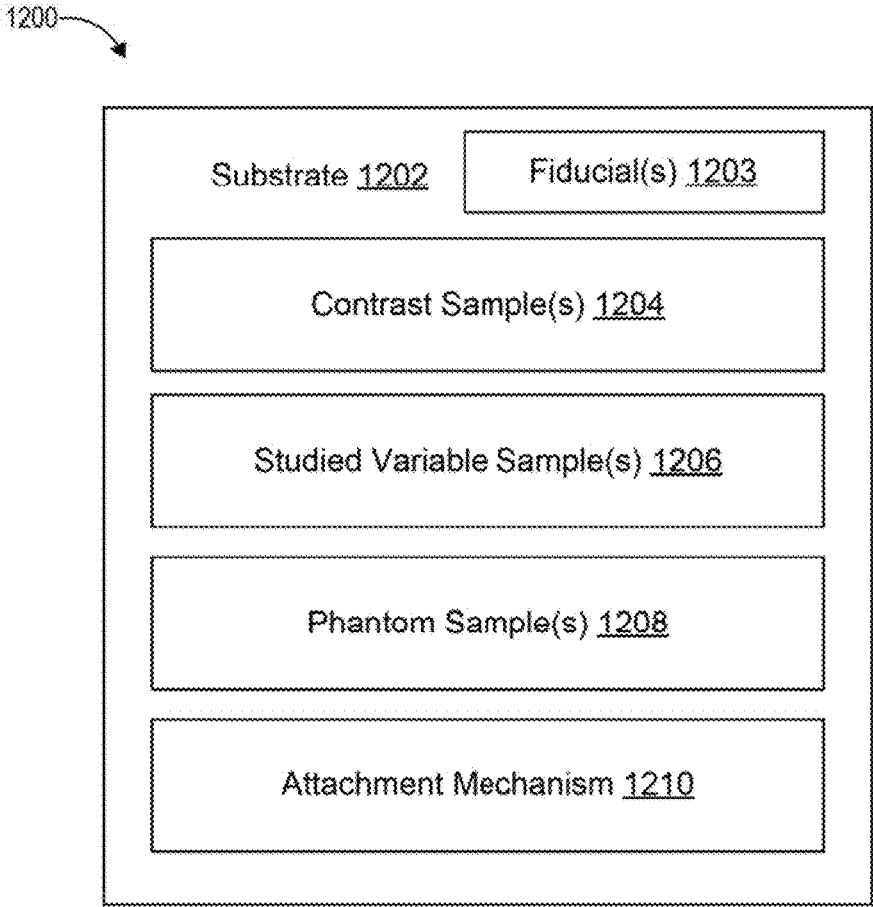 1200
Substrate 1202
Fiducial(s) 1203
Contrast Sample(s) 1204
Studied Variable Sample(s) 1206
Phantom Sample(s) 1208
Attachment Mechanism 1210